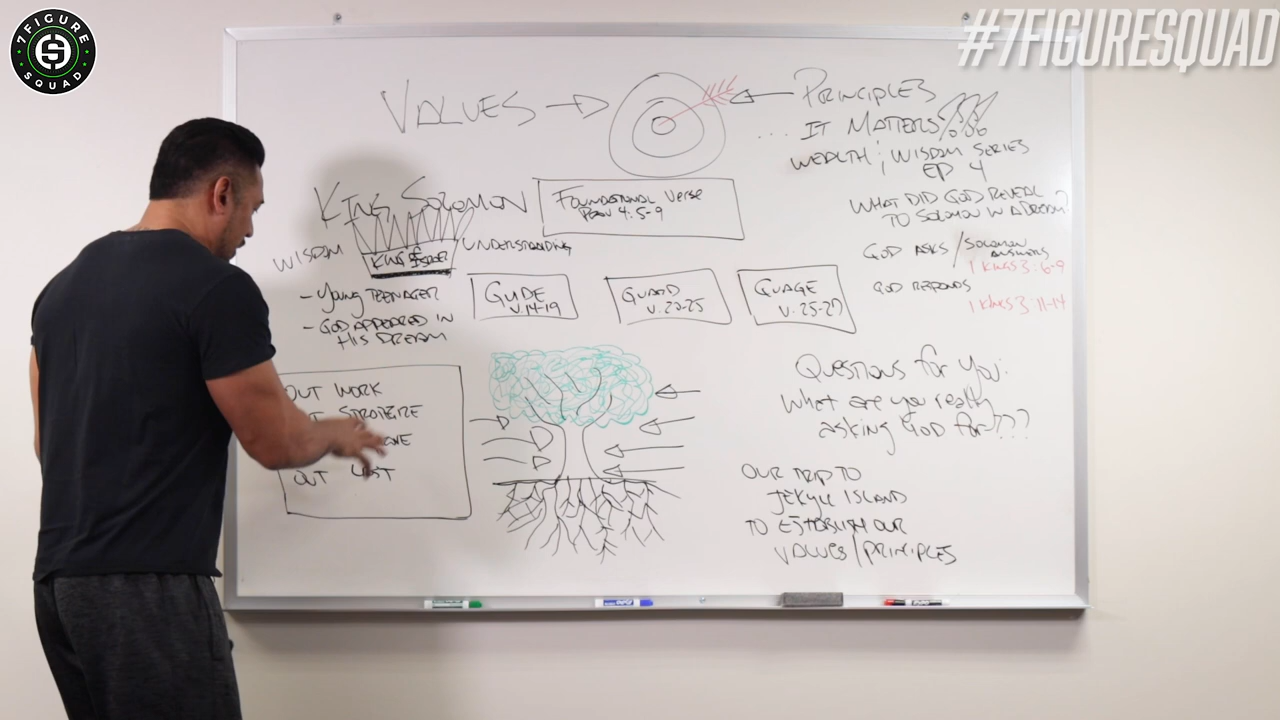 7 FIGURE SQUAD
#7FIGURESQUAD
VALUES
PRINCIPLES
... IT MATTERS!!!
WEALTH & WISDOM SERIES
EP 4
KING SOLOMON
FOUNDATIONAL VERSE
PROV 4:5-9
WHAT DID GOD REVEAL
TO SOLOMON IN A DREAM?
WISDOM
KING OF ISRAEL
UNDERSTANDING
GOD ASKS / SOLOMON ANSWERS
1 KINGS 3:6-9
GOD RESPONDS
1 KINGS 3:11-14
- YOUNG TEENAGER
- GOD APPEARED IN
HIS DREAM
GUIDE
V.14-19
GUARD
V.20-25
GUAGE
V.25-27
OUT WORK
OUT LAST
QUESTIONS FOR YOU:
WHAT ARE YOU REALLY
ASKING GOD FOR???
OUR TRIP TO
JEKYLL ISLAND
TO ESTABLISH OUR
VALUES/PRINCIPLES